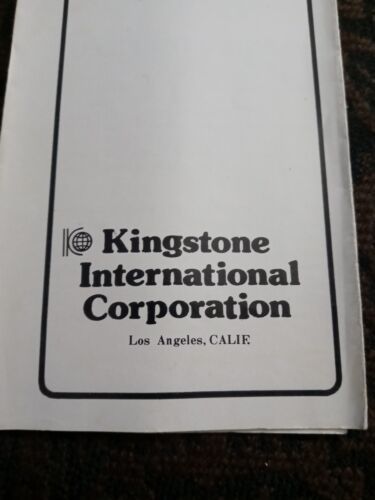 Kingstone
International
Corporation
Los Angeles, CALIF.